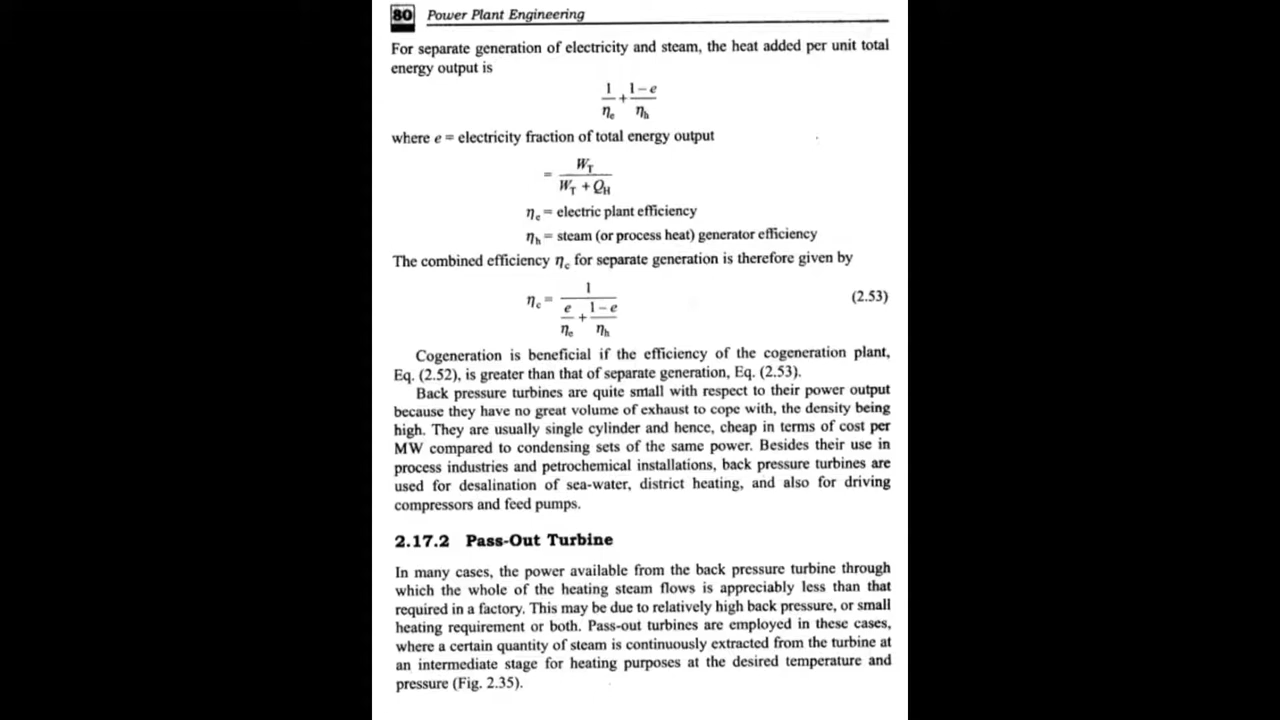 80 Power Plant Engineering
For separate generation of electricity and steam, the heat added per unit total
energy output is
1/ηe + 1−e/ηh
where e = electricity fraction of total energy output
= WT / WT + QH
ηe = electric plant efficiency
ηh = steam (or process heat) generator efficiency
The combined efficiency ηc for separate generation is therefore given by
ηc = 1 / (e/ηe + 1−e/ηh) (2.53)
Cogeneration is beneficial if the efficiency of the cogeneration plant,
Eq. (2.52), is greater than that of separate generation, Eq. (2.53).
Back pressure turbines are quite small with respect to their power output
because they have no great volume of exhaust to cope with, the density being
high. They are usually single cylinder and hence, cheap in terms of cost per
MW compared to condensing sets of the same power. Besides their use in
process industries and petrochemical installations, back pressure turbines are
used for desalination of sea-water, district heating, and also for driving
compressors and feed pumps.
2.17.2 Pass-Out Turbine
In many cases, the power available from the back pressure turbine through
which the whole of the heating steam flows is appreciably less than that
required in a factory. This may be due to relatively high back pressure, or small
heating requirement or both. Pass-out turbines are employed in these cases,
where a certain quantity of steam is continuously extracted from the turbine at
an intermediate stage for heating purposes at the desired temperature and
pressure (Fig. 2.35).